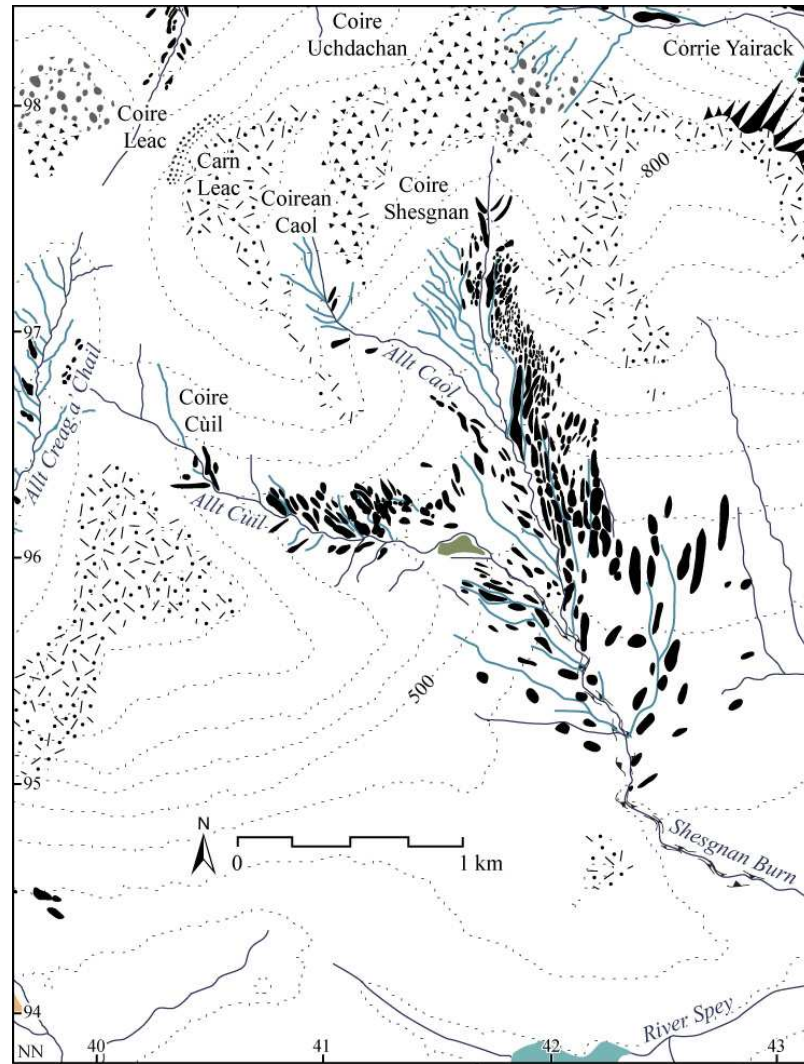 Coire
Uchdachan
Corrie Yairack
98
Coire
Leac
Carn
Leac
Coirean
Caol
Coire
Shesgnan
800
97
Allt Creag a' Chail
Coire
Cùil
Allt Caol
Allt Cùil
96
500
95
N
0
1 km
Shesgnan Burn
94
River Spey
NN
40
41
42
43